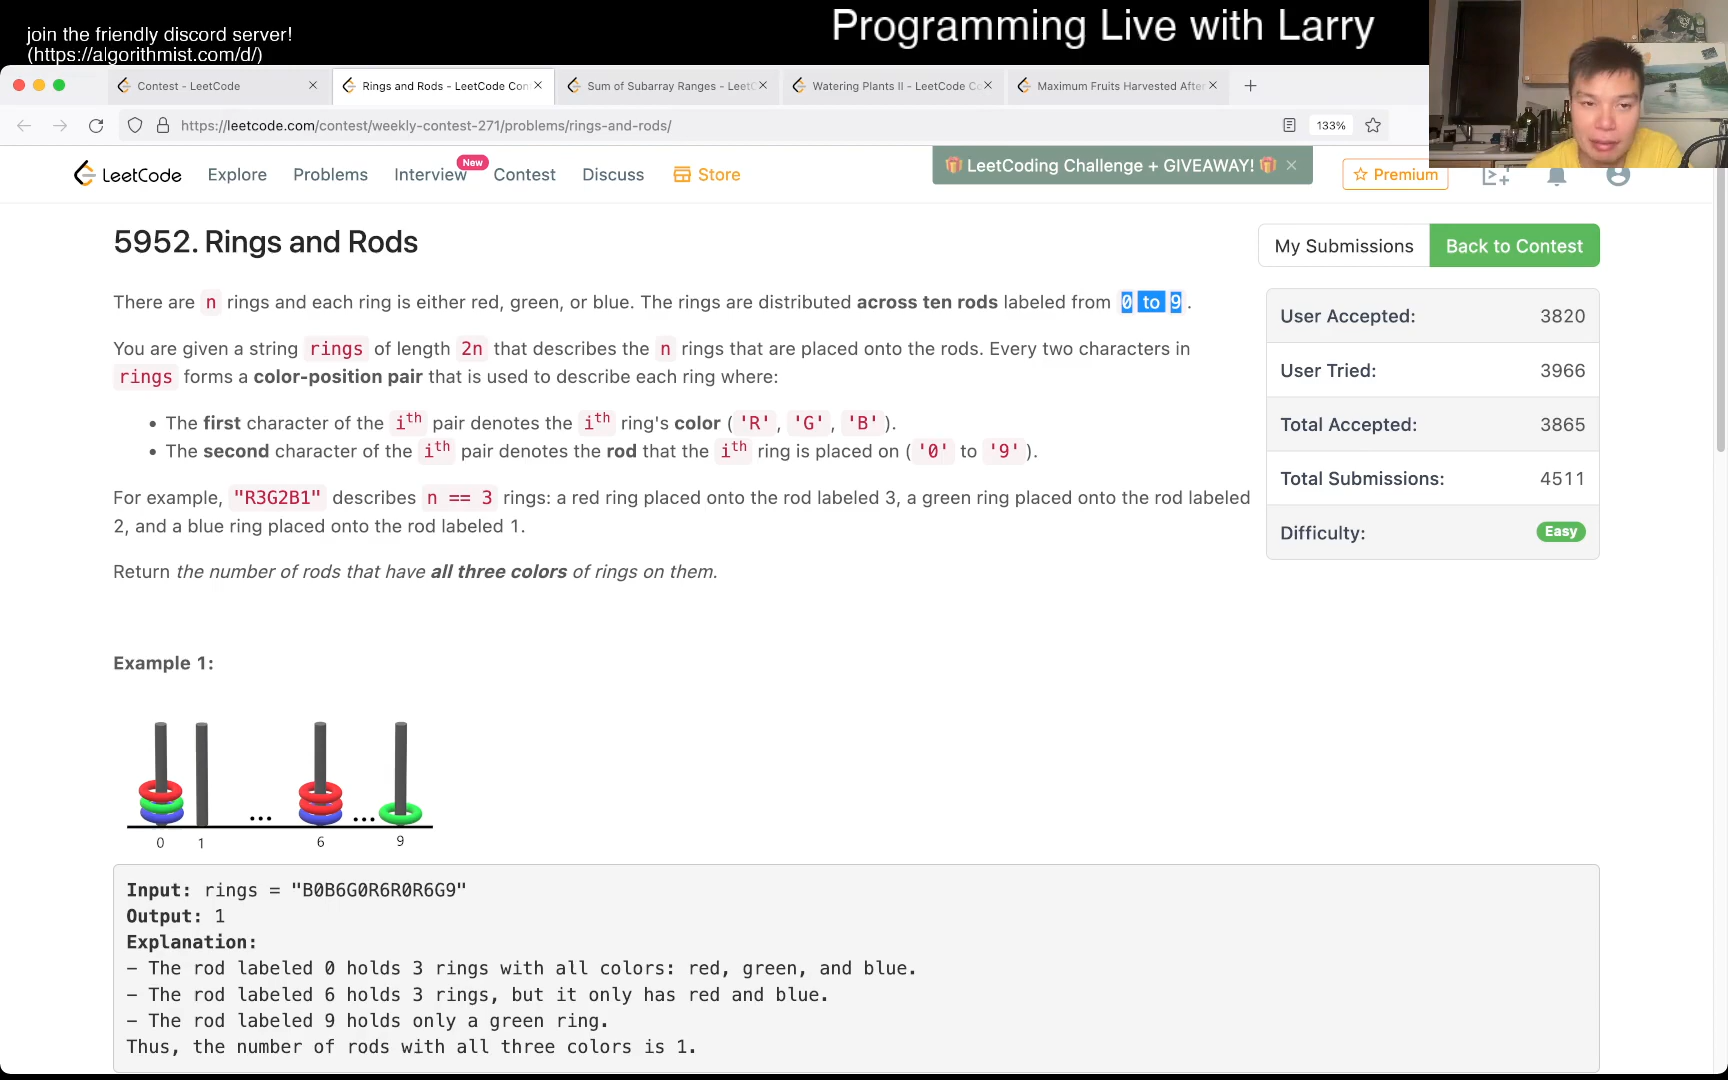 join the friendly discord server!
(https://algorithmist.com/d/)
Programming Live with Larry
Contest - LeetCode
Rings and Rods - LeetCode Con
Sum of Subarray Ranges - LeetC
Watering Plants II - LeetCode Co
Maximum Fruits Harvested After
https://leetcode.com/contest/weekly-contest-271/problems/rings-and-rods/
133%
LeetCode
Explore
Problems
Interview
New
Contest
Discuss
Store
LeetCoding Challenge + GIVEAWAY!
Premium
5952. Rings and Rods
My Submissions
Back to Contest
There are n rings and each ring is either red, green, or blue. The rings are distributed across ten rods labeled from 0 to 9.
You are given a string rings of length 2n that describes the n rings that are placed onto the rods. Every two characters in
rings forms a color-position pair that is used to describe each ring where:
• The first character of the ith pair denotes the ith ring's color ('R', 'G', 'B').
• The second character of the ith pair denotes the rod that the ith ring is placed on ('0' to '9').
For example, "R3G2B1" describes n == 3 rings: a red ring placed onto the rod labeled 3, a green ring placed onto the rod labeled
2, and a blue ring placed onto the rod labeled 1.
Return the number of rods that have all three colors of rings on them.
User Accepted: 3820
User Tried: 3966
Total Accepted: 3865
Total Submissions: 4511
Difficulty: Easy
Example 1:
... ...
0 1 6 9
Input: rings = "B0B6G0R6R0R6G9"
Output: 1
Explanation:
- The rod labeled 0 holds 3 rings with all colors: red, green, and blue.
- The rod labeled 6 holds 3 rings, but it only has red and blue.
- The rod labeled 9 holds only a green ring.
Thus, the number of rods with all three colors is 1.